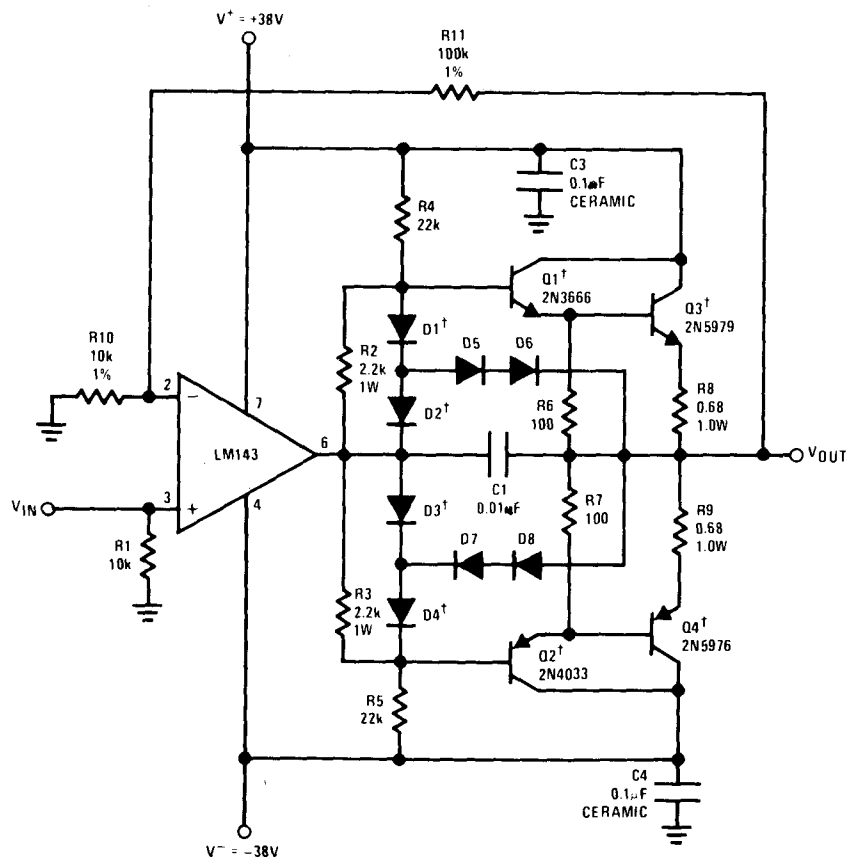 V⁺ = +38V
R11
100k
1%
C3
0.1μF
CERAMIC
R4
22k
Q1†
2N3666
Q3†
2N5979
D1†
D5
D6
R10
10k
1%
R2
2.2k
1W
R6
100
R8
0.68
1.0W
2
−
7
D2†
LM143
6
VOUT
C1
0.01μF
VIN
3
+
4
R7
100
R9
0.68
1.0W
D3†
R1
10k
D7
D8
R3
2.2k
1W
D4†
Q2†
2N4033
Q4†
2N5976
R5
22k
C4
0.1μF
CERAMIC
V⁻ = −38V